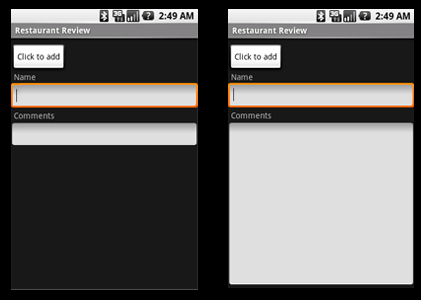 2:49 AM
Restaurant Review
Click to add
Name
Comments
2:49 AM
Restaurant Review
Click to add
Name
Comments